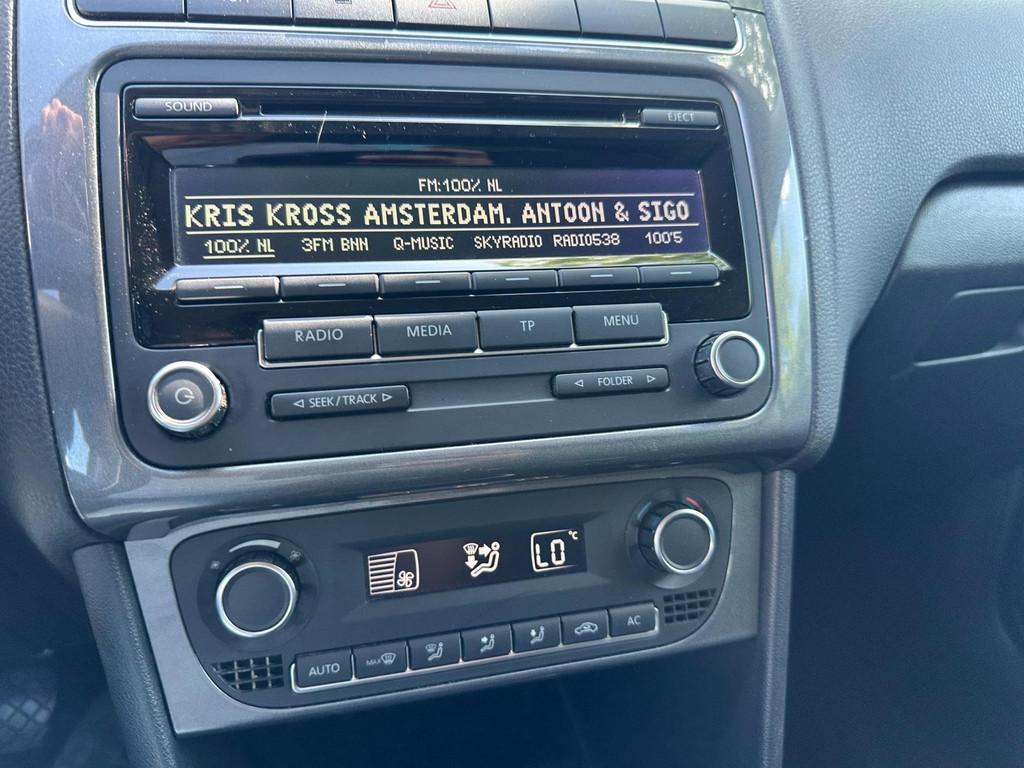 SOUND
EJECT
FM:100% NL
KRIS KROSS AMSTERDAM. ANTOON & SIGO
100% NL 3FM BNN Q-MUSIC SKYRADIO RADIO538 100'5
RADIO MEDIA TP MENU
SEEK/TRACK
FOLDER
LO °C
AUTO MAX AC